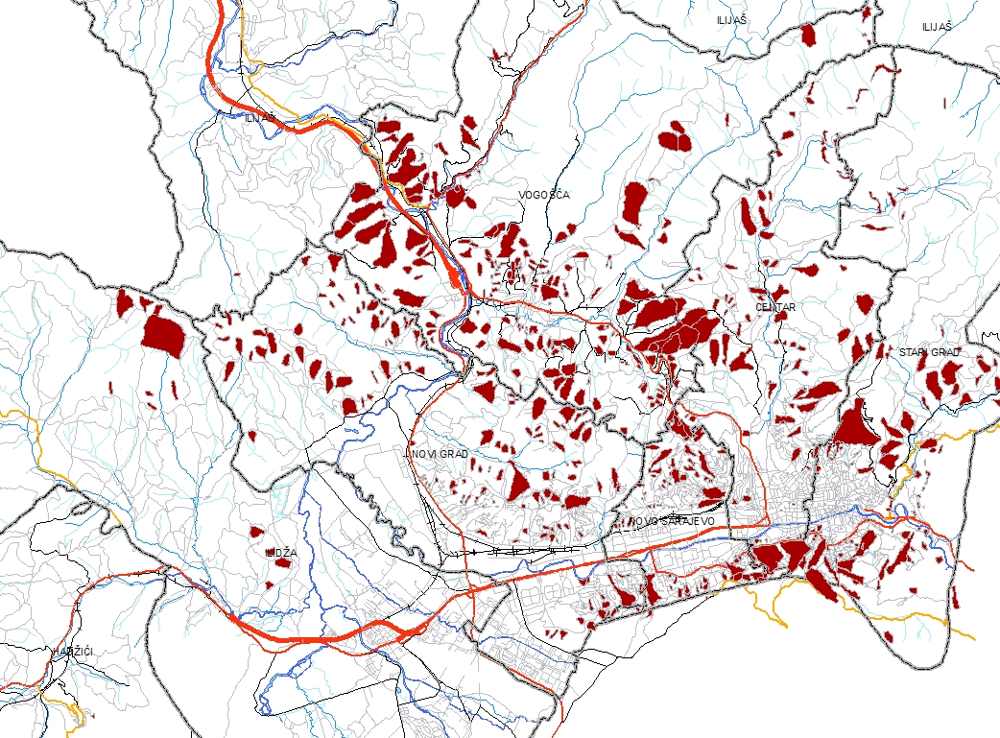 ILIJAŠ
ILIJAŠ
ILIJAŠ
VOGOŠĆA
CENTAR
STARI GRAD
NOVI GRAD
NOVO SARAJEVO
ILIDŽA
HADŽIĆI